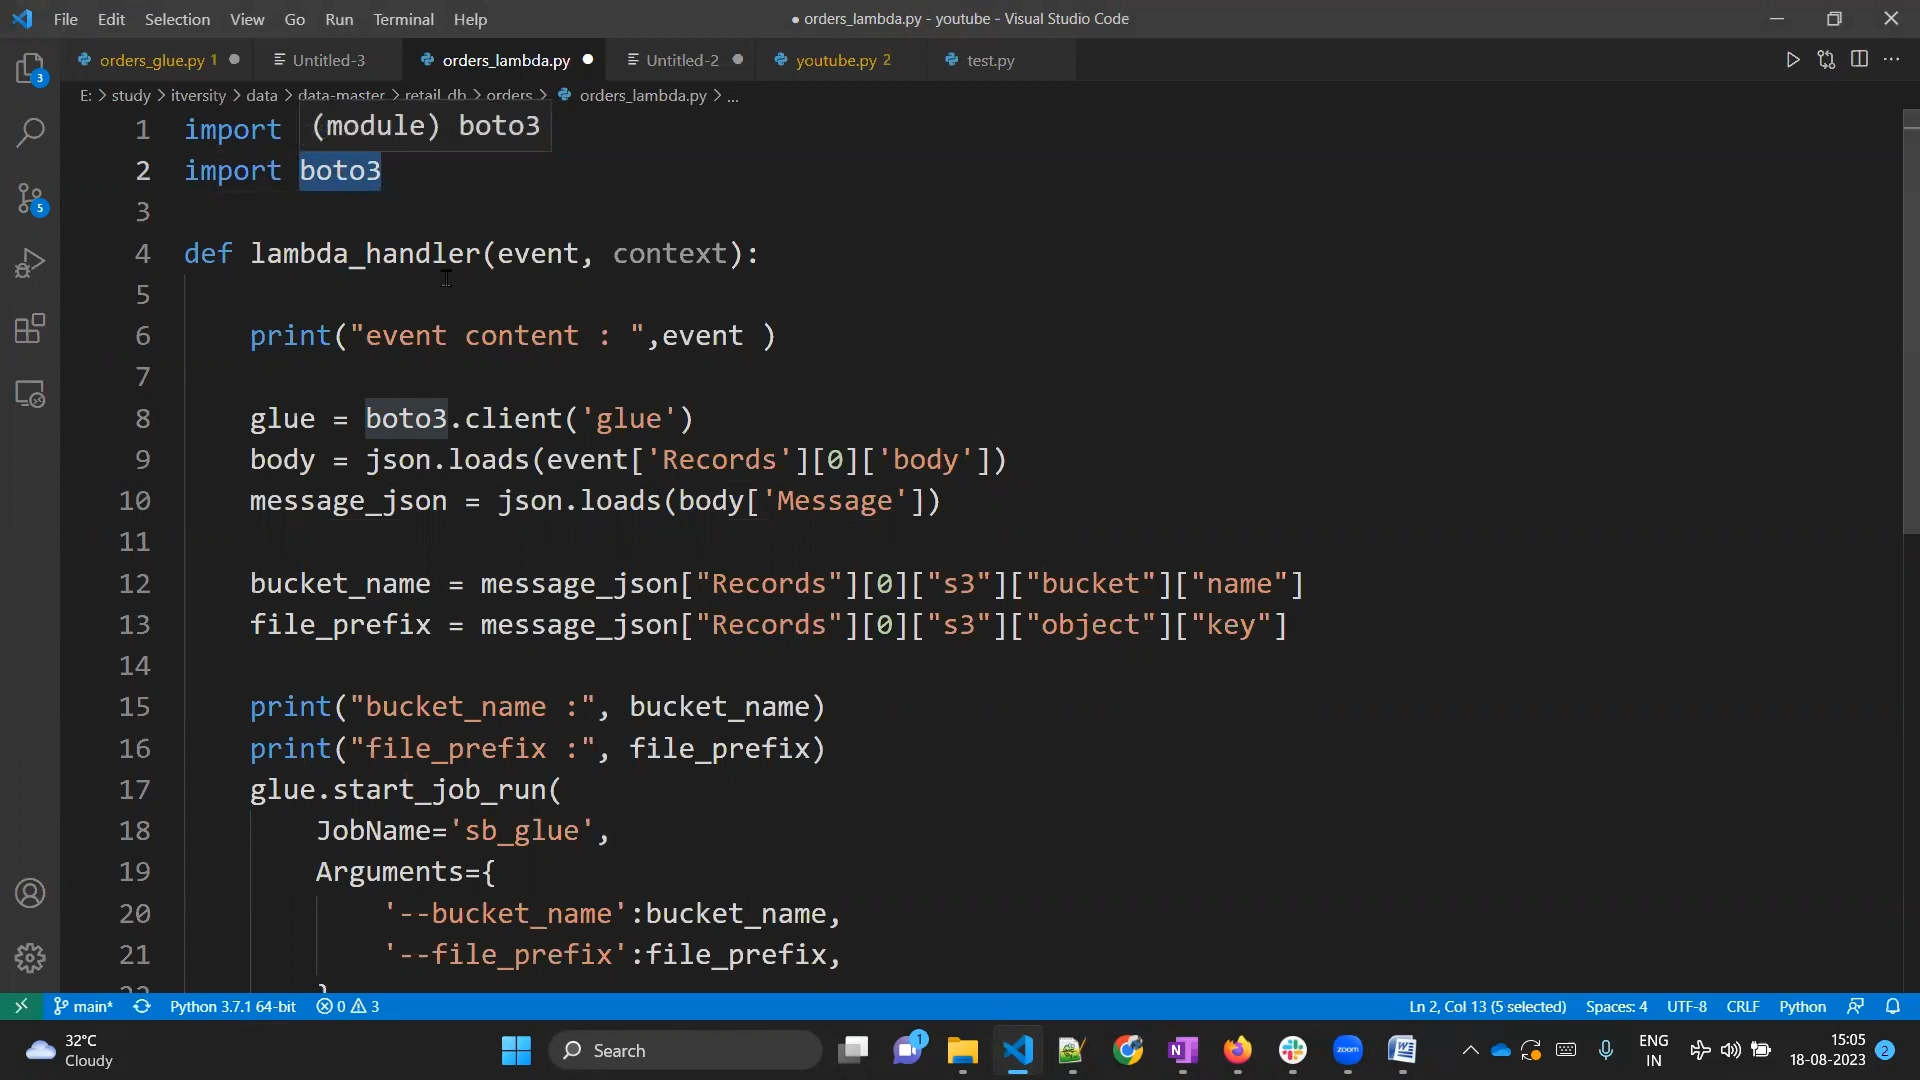 File Edit Selection View Go Run Terminal Help
● orders_lambda.py - youtube - Visual Studio Code
orders_glue.py 1 Untitled-3 orders_lambda.py Untitled-2 youtube.py 2 test.py
E: > study > itversity > data > data-master > retail_db > orders > orders_lambda.py > ...
(module) boto3
1 import
2 import boto3
3
4 def lambda_handler(event, context):
5
6 print("event content : ",event )
7
8 glue = boto3.client('glue')
9 body = json.loads(event['Records'][0]['body'])
10 message_json = json.loads(body['Message'])
11
12 bucket_name = message_json["Records"][0]["s3"]["bucket"]["name"]
13 file_prefix = message_json["Records"][0]["s3"]["object"]["key"]
14
15 print("bucket_name :", bucket_name)
16 print("file_prefix :", file_prefix)
17 glue.start_job_run(
18 JobName='sb_glue',
19 Arguments={
20 '--bucket_name':bucket_name,
21 '--file_prefix':file_prefix,
22 }
3
5
main* Python 3.7.1 64-bit 0 3 Ln 2, Col 13 (5 selected) Spaces: 4 UTF-8 CRLF Python
32°C
Cloudy
Search
1
N
zoom
W
ENG
IN
15:05
18-08-2023
2